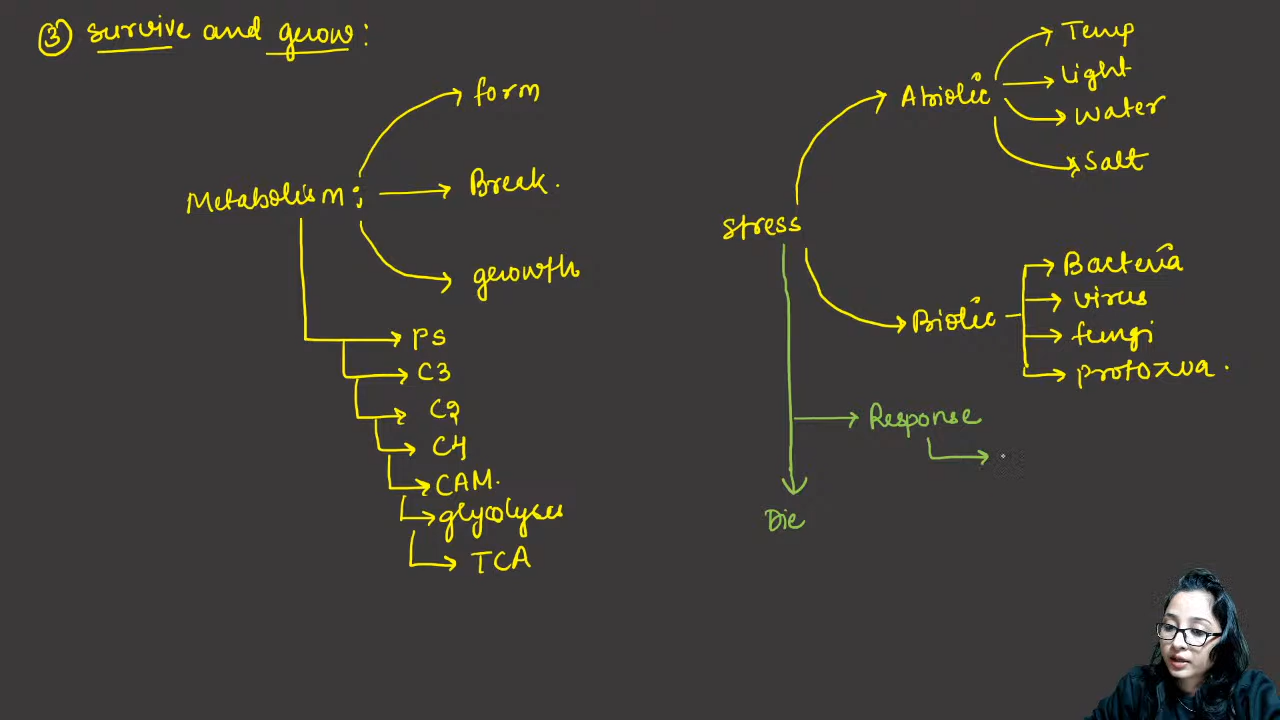 ③ survive and grow:
Metabolism:
form
Break.
growth
PS
C3
C2
C4
CAM.
glycolysis
TCA
Stress
Abiotic
Temp
Light
Water
Salt
Biotic
Bacteria
virus
fungi
protozoa.
Response
Die